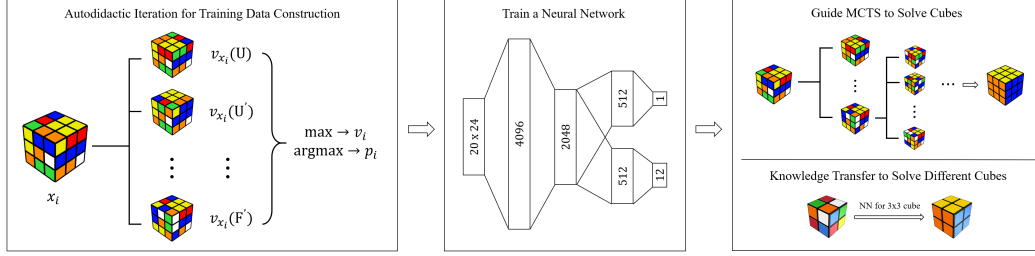 Autodidactic Iteration for Training Data Construction
x_i
v_{x_i}(U)
v_{x_i}(U')
⋮ ⋮
v_{x_i}(F')
max → v_i
argmax → p_i
Train a Neural Network
20 x 24
4096
2048
512
1
512
12
Guide MCTS to Solve Cubes
⋮ ⋮
⋯
⋮
Knowledge Transfer to Solve Different Cubes
NN for 3x3 cube